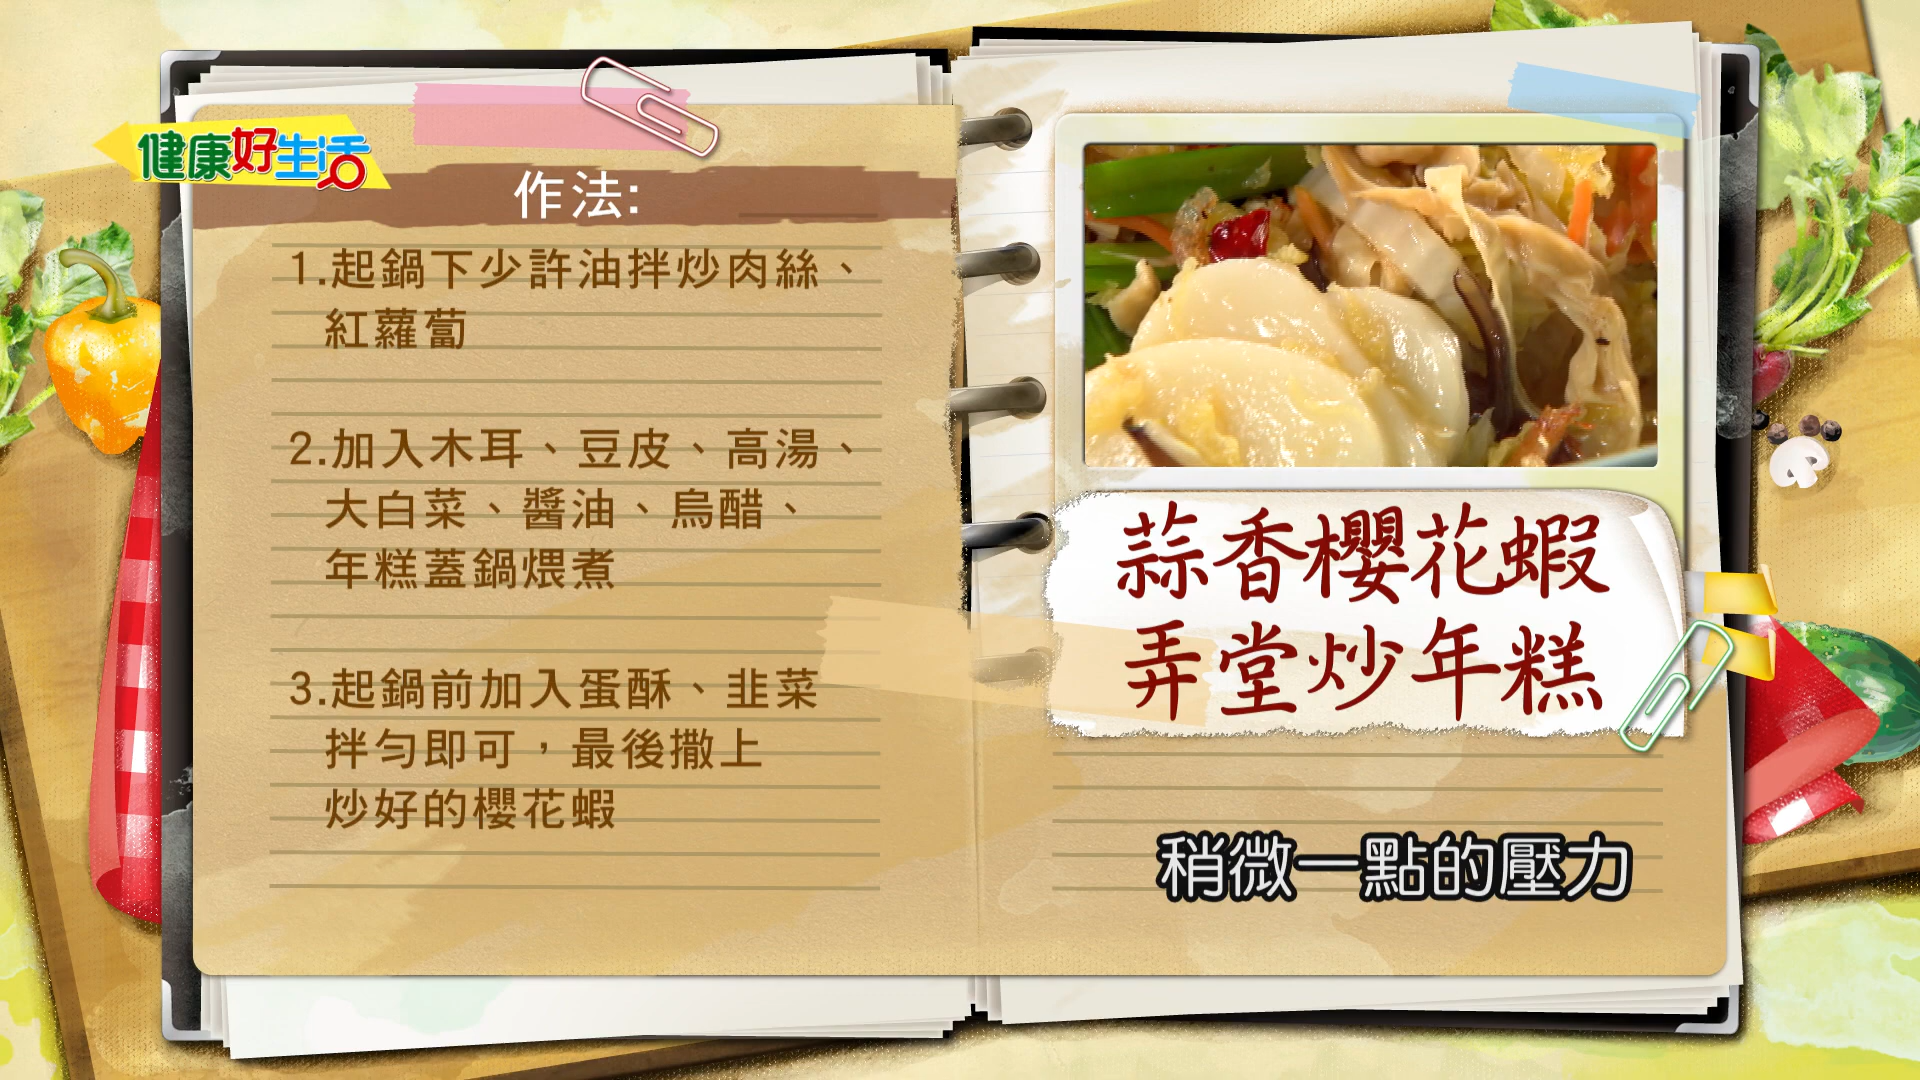 健康好生活
作法:
1.起鍋下少許油拌炒肉絲、
紅蘿蔔
2.加入木耳、豆皮、高湯、
大白菜、醬油、烏醋、
年糕蓋鍋煨煮
3.起鍋前加入蛋酥、韭菜
拌勻即可，最後撒上
炒好的櫻花蝦
蒜香櫻花蝦
弄堂炒年糕
稍微一點的壓力